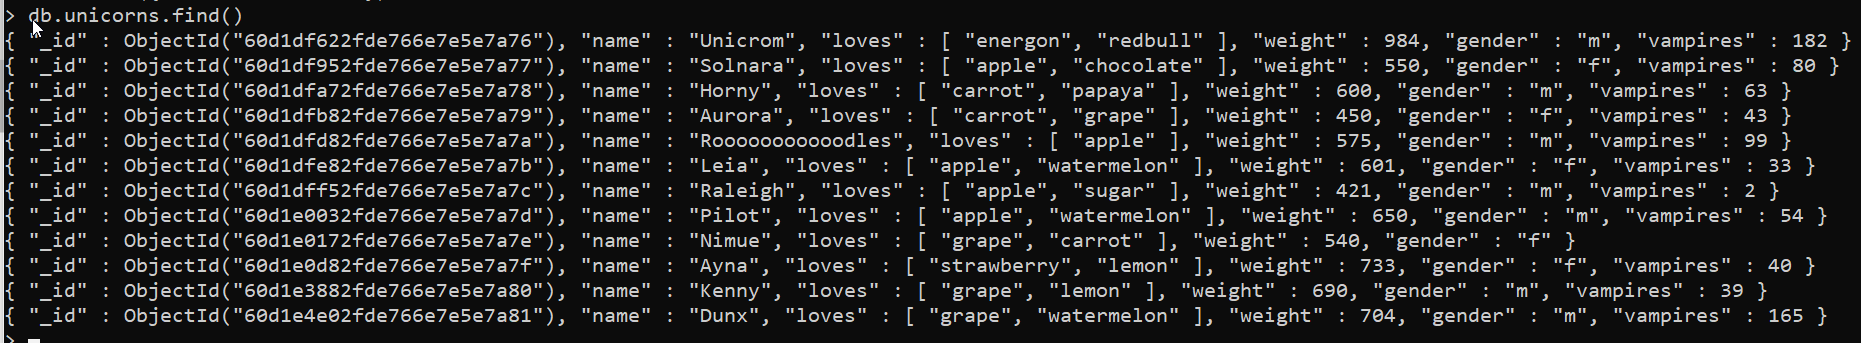 > db.unicorns.find()
{ "_id" : ObjectId("60d1df622fde766e7e5e7a76"), "name" : "Unicrom", "loves" : [ "energon", "redbull" ], "weight" : 984, "gender" : "m", "vampires" : 182 }
{ "_id" : ObjectId("60d1df952fde766e7e5e7a77"), "name" : "Solnara", "loves" : [ "apple", "chocolate" ], "weight" : 550, "gender" : "f", "vampires" : 80 }
{ "_id" : ObjectId("60d1dfa72fde766e7e5e7a78"), "name" : "Horny", "loves" : [ "carrot", "papaya" ], "weight" : 600, "gender" : "m", "vampires" : 63 }
{ "_id" : ObjectId("60d1dfb82fde766e7e5e7a79"), "name" : "Aurora", "loves" : [ "carrot", "grape" ], "weight" : 450, "gender" : "f", "vampires" : 43 }
{ "_id" : ObjectId("60d1dfd82fde766e7e5e7a7a"), "name" : "Rooooooooooodles", "loves" : [ "apple" ], "weight" : 575, "gender" : "m", "vampires" : 99 }
{ "_id" : ObjectId("60d1dfe82fde766e7e5e7a7b"), "name" : "Leia", "loves" : [ "apple", "watermelon" ], "weight" : 601, "gender" : "f", "vampires" : 33 }
{ "_id" : ObjectId("60d1dff52fde766e7e5e7a7c"), "name" : "Raleigh", "loves" : [ "apple", "sugar" ], "weight" : 421, "gender" : "m", "vampires" : 2 }
{ "_id" : ObjectId("60d1e0032fde766e7e5e7a7d"), "name" : "Pilot", "loves" : [ "apple", "watermelon" ], "weight" : 650, "gender" : "m", "vampires" : 54 }
{ "_id" : ObjectId("60d1e0172fde766e7e5e7a7e"), "name" : "Nimue", "loves" : [ "grape", "carrot" ], "weight" : 540, "gender" : "f" }
{ "_id" : ObjectId("60d1e0d82fde766e7e5e7a7f"), "name" : "Ayna", "loves" : [ "strawberry", "lemon" ], "weight" : 733, "gender" : "f", "vampires" : 40 }
{ "_id" : ObjectId("60d1e3882fde766e7e5e7a80"), "name" : "Kenny", "loves" : [ "grape", "lemon" ], "weight" : 690, "gender" : "m", "vampires" : 39 }
{ "_id" : ObjectId("60d1e4e02fde766e7e5e7a81"), "name" : "Dunx", "loves" : [ "grape", "watermelon" ], "weight" : 704, "gender" : "m", "vampires" : 165 }
>